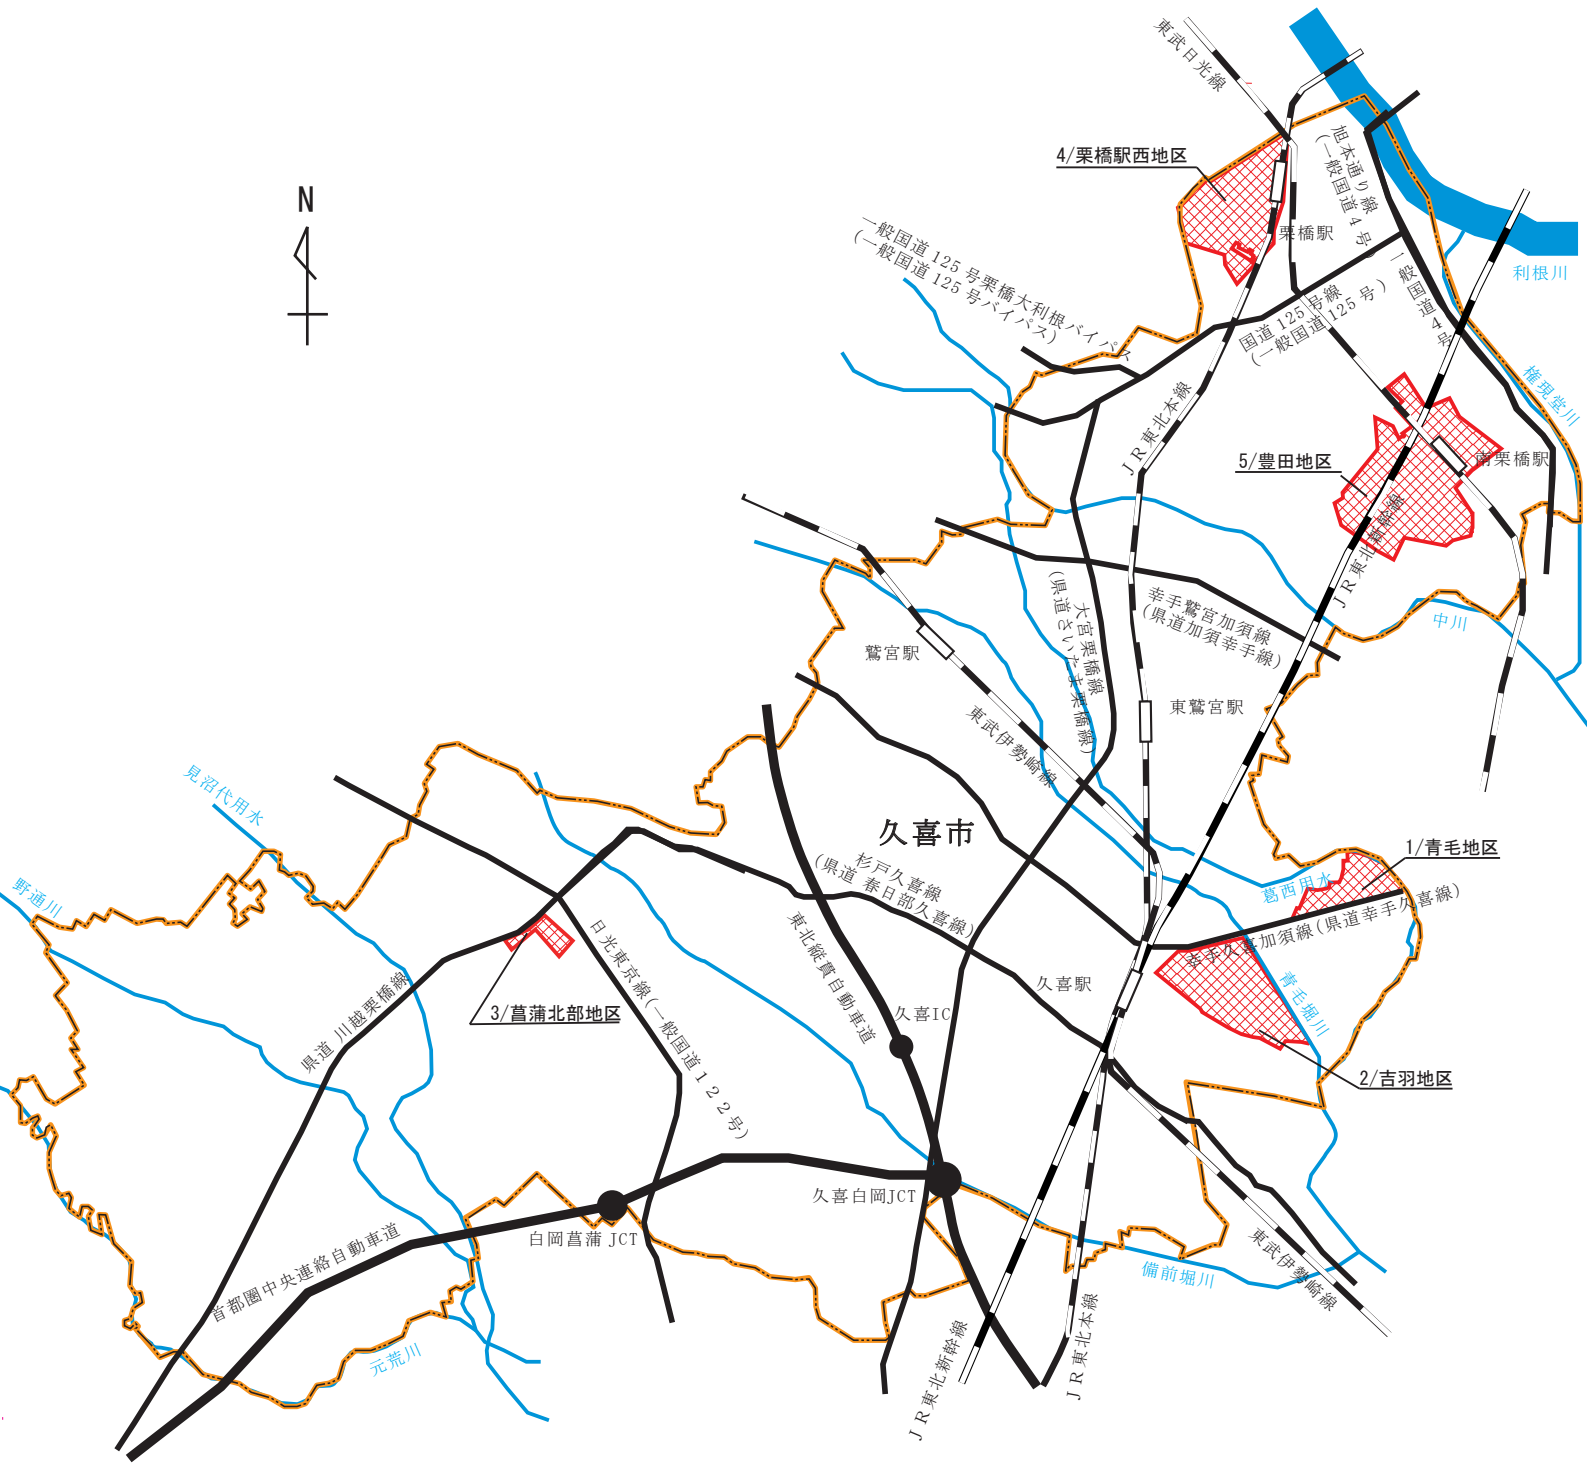 東武日光線
4/栗橋駅西地区
旭本通り線
(一般国道4号)
N
一般国道125号栗橋大利根バイパス
(一般国道125号バイパス)
栗橋駅
利根川
一般国道4号
国道125号線
(一般国道125号)
権現堂川
JR東北本線
5/豊田地区
南栗橋駅
JR東北新幹線
幸手鷲宮加須線
(県道加須幸手線)
大宮栗橋線
(県道さいたま栗橋線)
中川
鷲宮駅
東鷲宮駅
東武伊勢崎線
見沼代用水
久喜市
杉戸久喜線
(県道 春日部久喜線)
1/青毛地区
葛西用水
野通川
幸手久喜加須線(県道幸手久喜線)
日光東京線(一般国道122号)
東北縦貫自動車道
久喜駅
青毛堀川
3/菖蒲北部地区
久喜IC
県道 川越栗橋線
2/吉羽地区
久喜白岡JCT
白岡菖蒲 JCT
首都圏中央連絡自動車道
備前堀川
東武伊勢崎線
元荒川
JR東北新幹線
JR東北本線